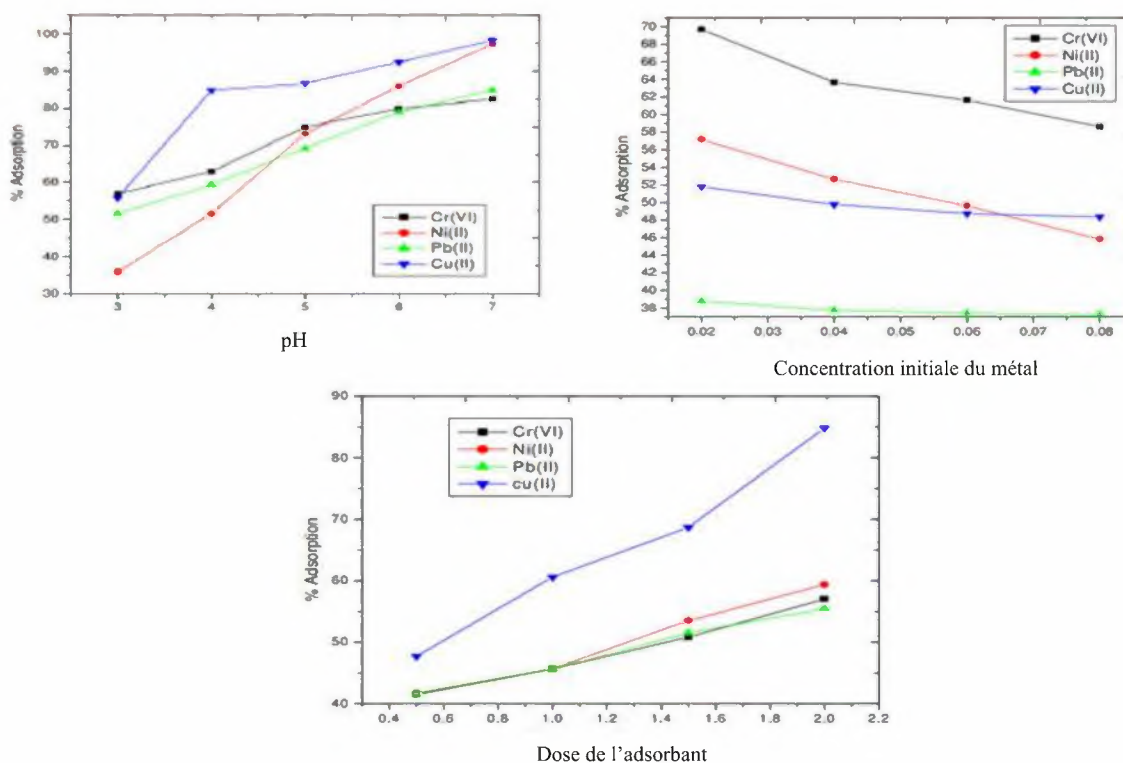 100
90
80
70
60
50
40
30
% Adsorption
Cr(VI)
Ni(II)
Pb(II)
Cu(II)
3 4 5 6 7
pH
70
68
66
64
62
60
58
56
54
52
50
48
46
44
42
40
38
% Adsorption
Cr(VI)
Ni(II)
Pb(II)
Cu(II)
0.02 0.03 0.04 0.05 0.06 0.07 0.08
Concentration initiale du métal
90
80
70
60
50
40
% Adsorption
Cr(VI)
Ni(II)
Pb(II)
cu(II)
0.4 0.6 0.8 1.0 1.2 1.4 1.6 1.8 2.0 2.2
Dose de l'adsorbant